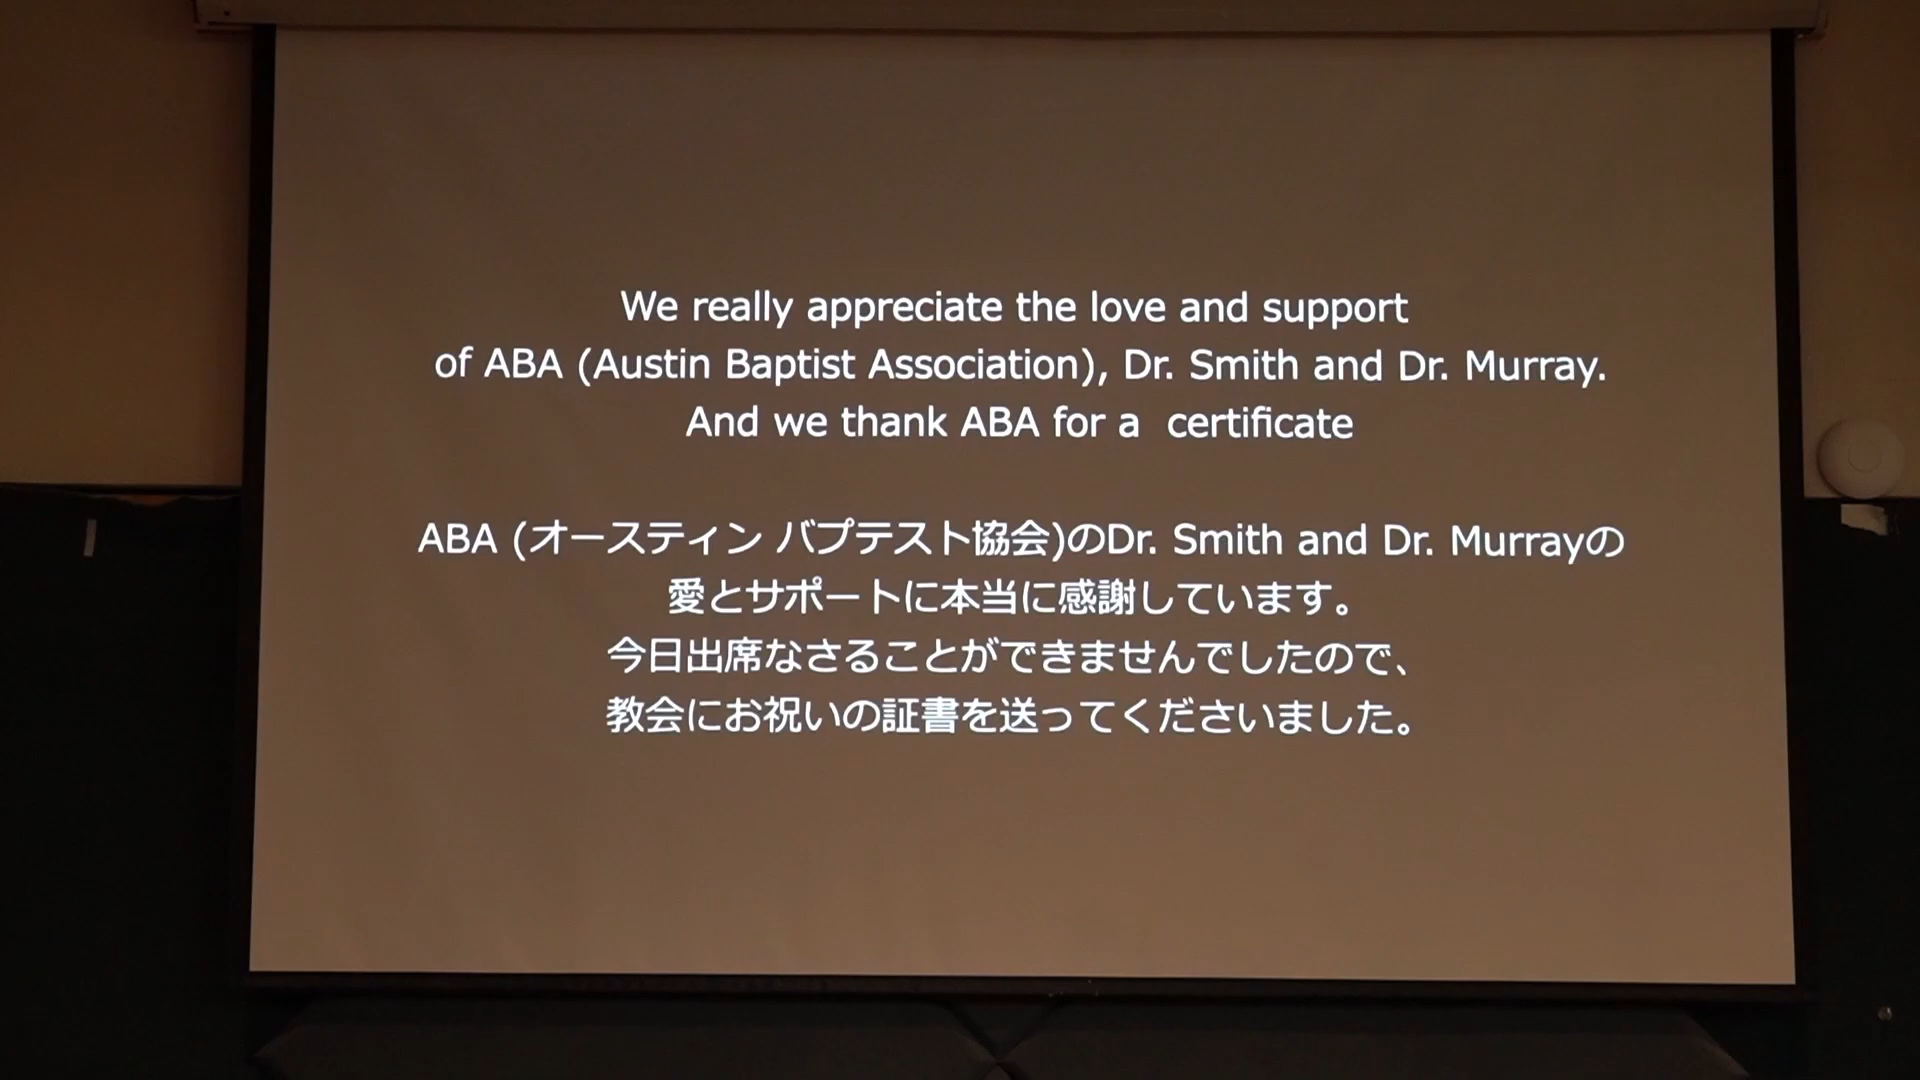 We really appreciate the love and support
of ABA (Austin Baptist Association), Dr. Smith and Dr. Murray.
And we thank ABA for a  certificate
ABA (オースティン バプテスト協会)のDr. Smith and Dr. Murrayの
愛とサポートに本当に感謝しています。
今日出席なさることができませんでしたので、
教会にお祝いの証書を送ってくださいました。